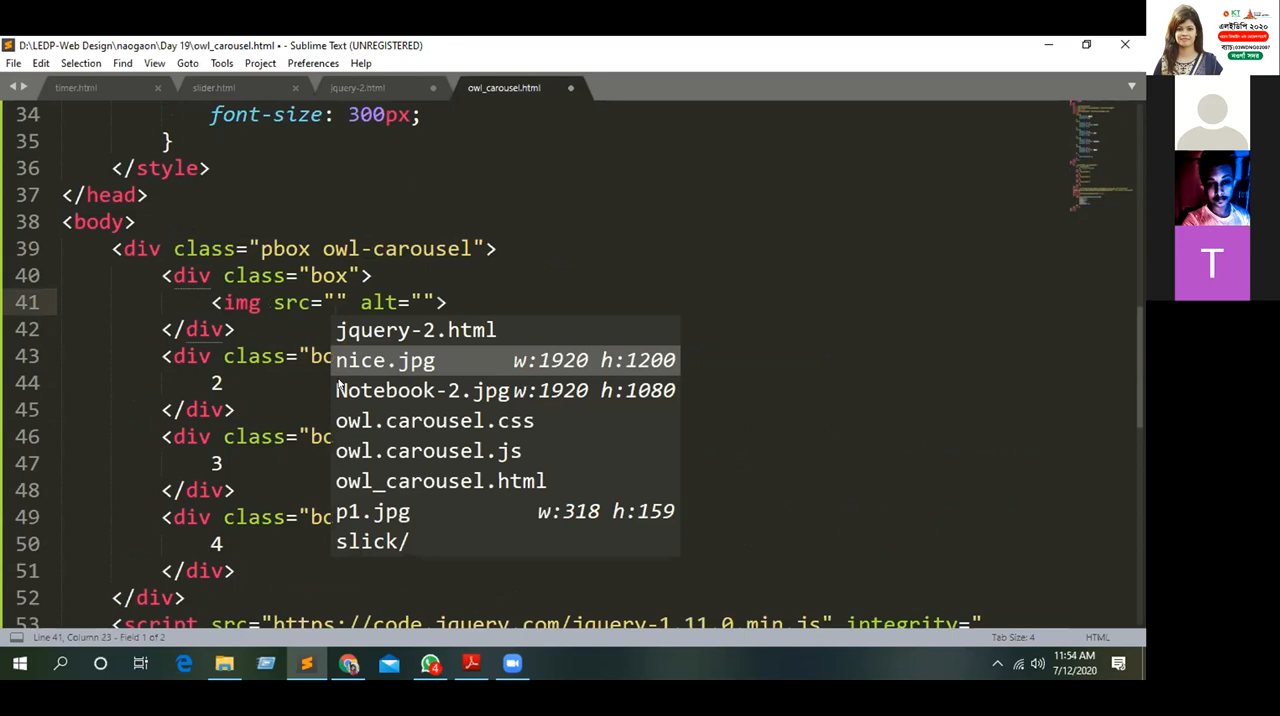 D:\LEDP-Web Design\naogaon\Day 19\owl_carousel.html • - Sublime Text (UNREGISTERED)
File Edit Selection Find View Goto Tools Project Preferences Help
timer.html slider.html jquery-2.html owl_carousel.html
34 font-size: 300px;
35 }
36 </style>
37 </head>
38 <body>
39 <div class="pbox owl-carousel">
40 <div class="box">
41 <img src="" alt="">
42 </div>
43 <div class="bo
44 2
45 </div>
46 <div class="bo
47 3
48 </div>
49 <div class="bo
50 4
51 </div>
52 </div>
53 <script src="https://code.jquery.com/jquery-1.11.0.min.js" integrity="
jquery-2.html
nice.jpg w:1920 h:1200
Notebook-2.jpg w:1920 h:1080
owl.carousel.css
owl.carousel.js
owl_carousel.html
p1.jpg w:318 h:159
slick/
Line 41, Column 23 - Field 1 of 2
Tab Size: 4 HTML
4
11:54 AM
7/12/2020
এলইডিপি ২০২০
ব্যাচ:03WDNG02007
নওগাঁ সদর
T